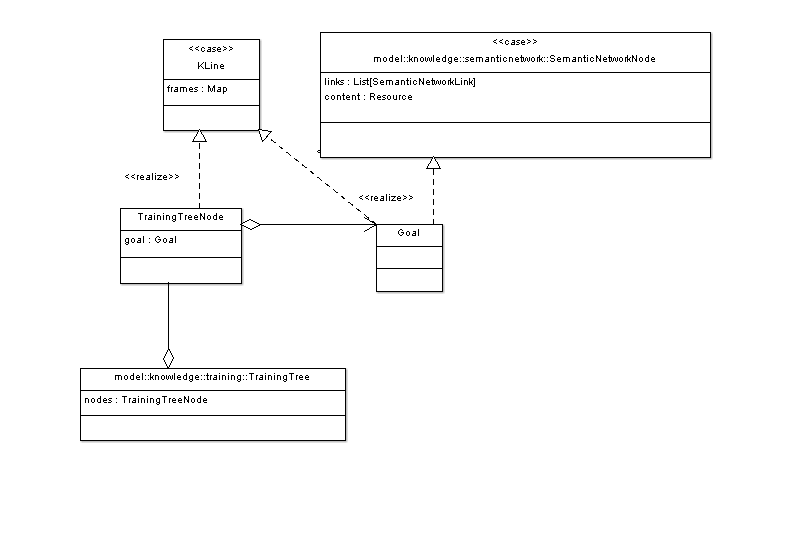 <<case>>
KLine
frames : Map
<<case>>
model::knowledge::semanticnetwork::SemanticNetworkNode
links : List[SemanticNetworkLink]
content : Resource
<<realize>>
<<realize>>
TrainingTreeNode
goal : Goal
Goal
model::knowledge::training::TrainingTree
nodes : TrainingTreeNode